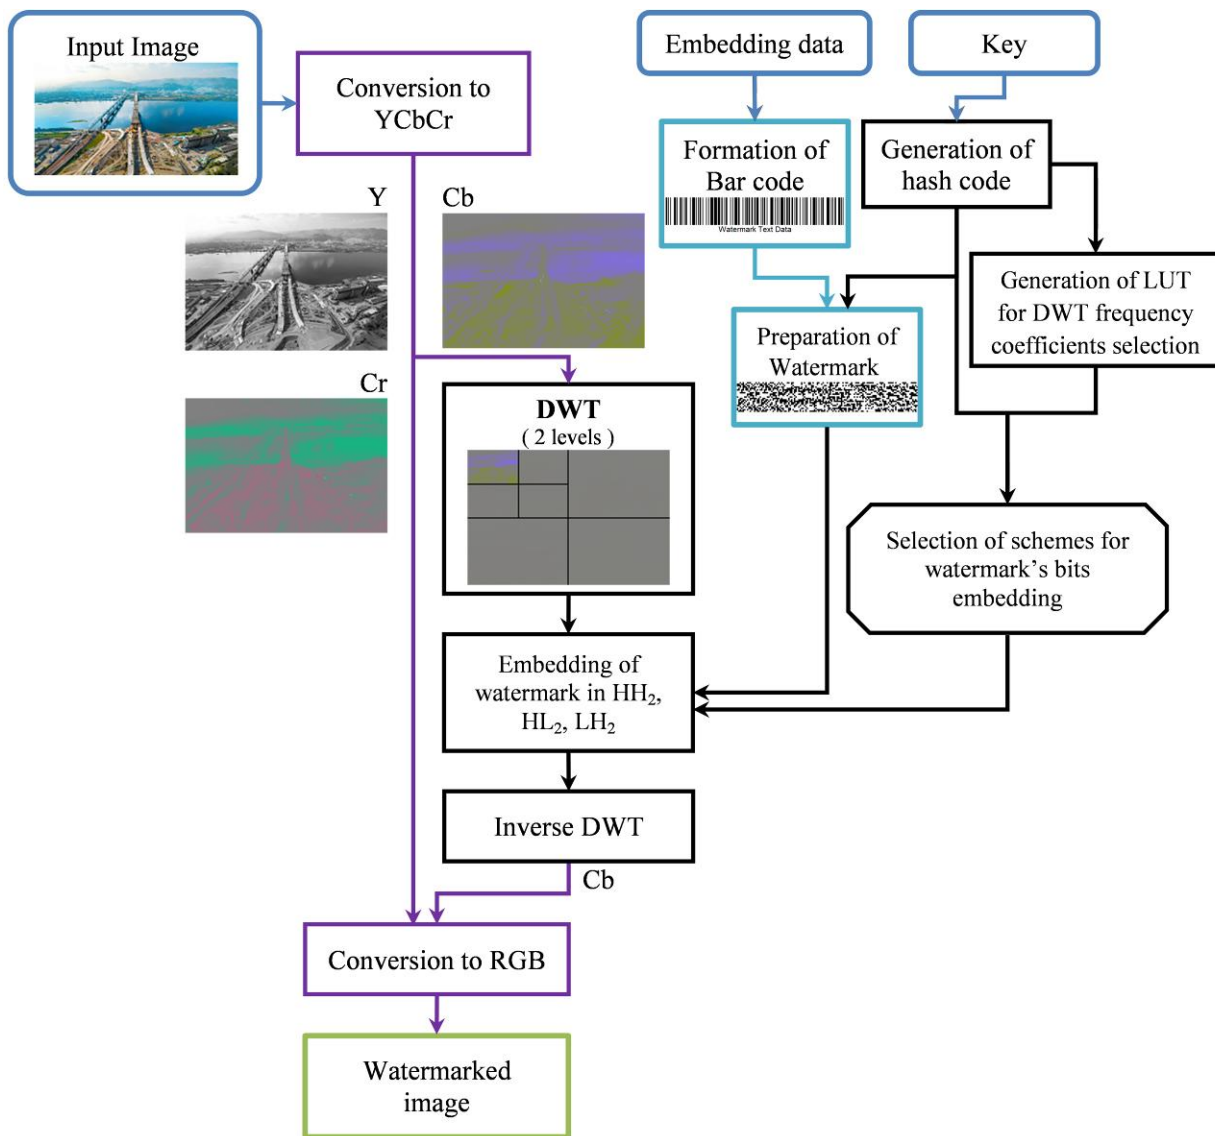 Input Image
Conversion to
YCbCr
Embedding data
Key
Formation of
Bar code
Watermark Text Data
Generation of
hash code
Y
Cb
Generation of LUT
for DWT frequency
coefficients selection
Preparation of
Watermark
Cr
DWT
( 2 levels )
Selection of schemes for
watermark’s bits
embedding
Embedding of
watermark in HH₂,
HL₂, LH₂
Inverse DWT
Cb
Conversion to RGB
Watermarked
image